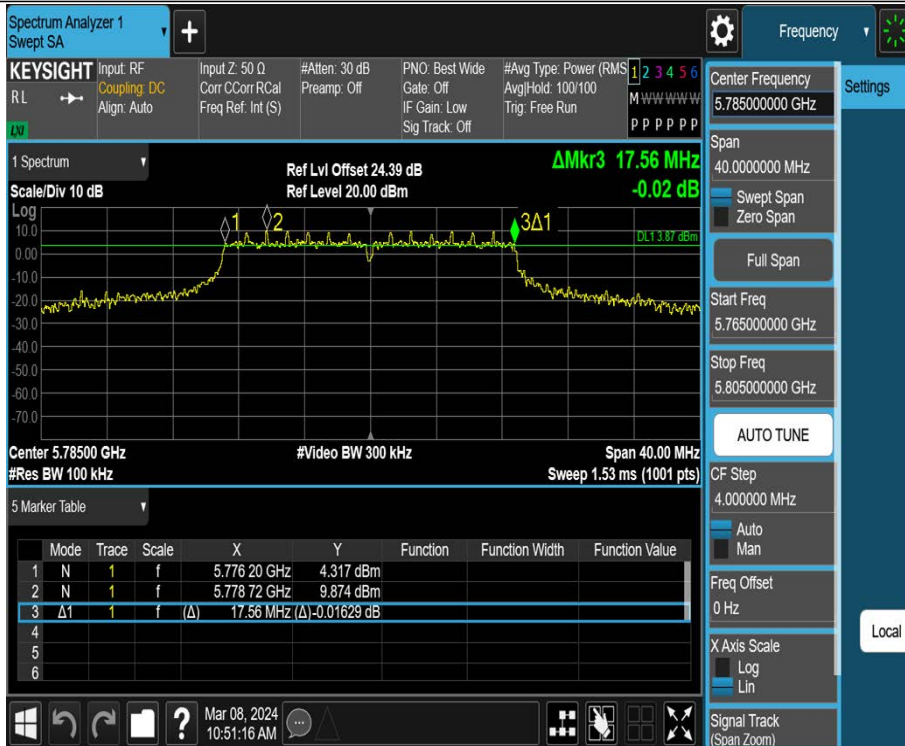 Spectrum Analyzer 1
Swept SA
+
Frequency
KEYSIGHT
RL
LXI
Input: RF
Coupling: DC
Align: Auto
Input Z: 50 Ω
Corr CCorr RCal
Freq Ref: Int (S)
#Atten: 30 dB
Preamp: Off
PNO: Best Wide
Gate: Off
IF Gain: Low
Sig Track: Off
#Avg Type: Power (RMS
Avg|Hold: 100/100
Trig: Free Run
1 2 3 4 5 6
M W W W W W
P P P P P P
1 Spectrum
Scale/Div 10 dB
Ref Lvl Offset 24.39 dB
Ref Level 20.00 dBm
ΔMkr3 17.56 MHz
-0.02 dB
Log
10.0
0.00
-10.0
-20.0
-30.0
-40.0
-50.0
-60.0
-70.0
1
2
3Δ1
DL1 3.87 dBm
Center 5.78500 GHz
#Res BW 100 kHz
#Video BW 300 kHz
Span 40.00 MHz
Sweep 1.53 ms (1001 pts)
5 Marker Table
Mode Trace Scale X Y Function Function Width Function Value
1 N 1 f 5.776 20 GHz 4.317 dBm
2 N 1 f 5.778 72 GHz 9.874 dBm
3 Δ1 1 f (Δ) 17.56 MHz (Δ)-0.01629 dB
4
5
6
?
Mar 08, 2024
10:51:16 AM
Center Frequency
5.785000000 GHz
Span
40.0000000 MHz
Swept Span
Zero Span
Full Span
Start Freq
5.765000000 GHz
Stop Freq
5.805000000 GHz
AUTO TUNE
CF Step
4.000000 MHz
Auto
Man
Freq Offset
0 Hz
X Axis Scale
Log
Lin
Signal Track
(Span Zoom)
Settings
Local